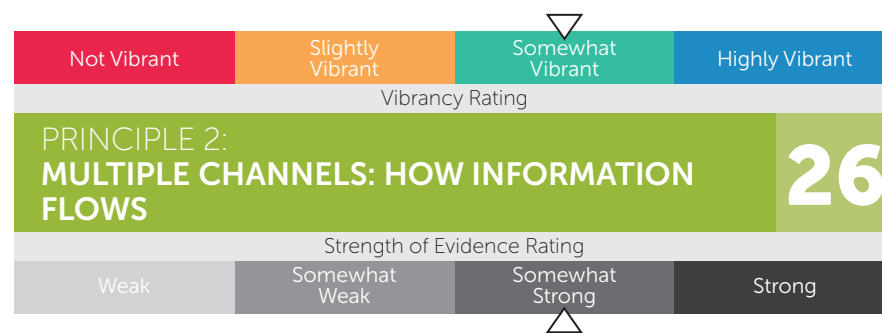 Not Vibrant
Slightly
Vibrant
Somewhat
Vibrant
Highly Vibrant
Vibrancy Rating
PRINCIPLE 2:
MULTIPLE CHANNELS: HOW INFORMATION
FLOWS
26
Strength of Evidence Rating
Weak
Somewhat
Weak
Somewhat
Strong
Strong